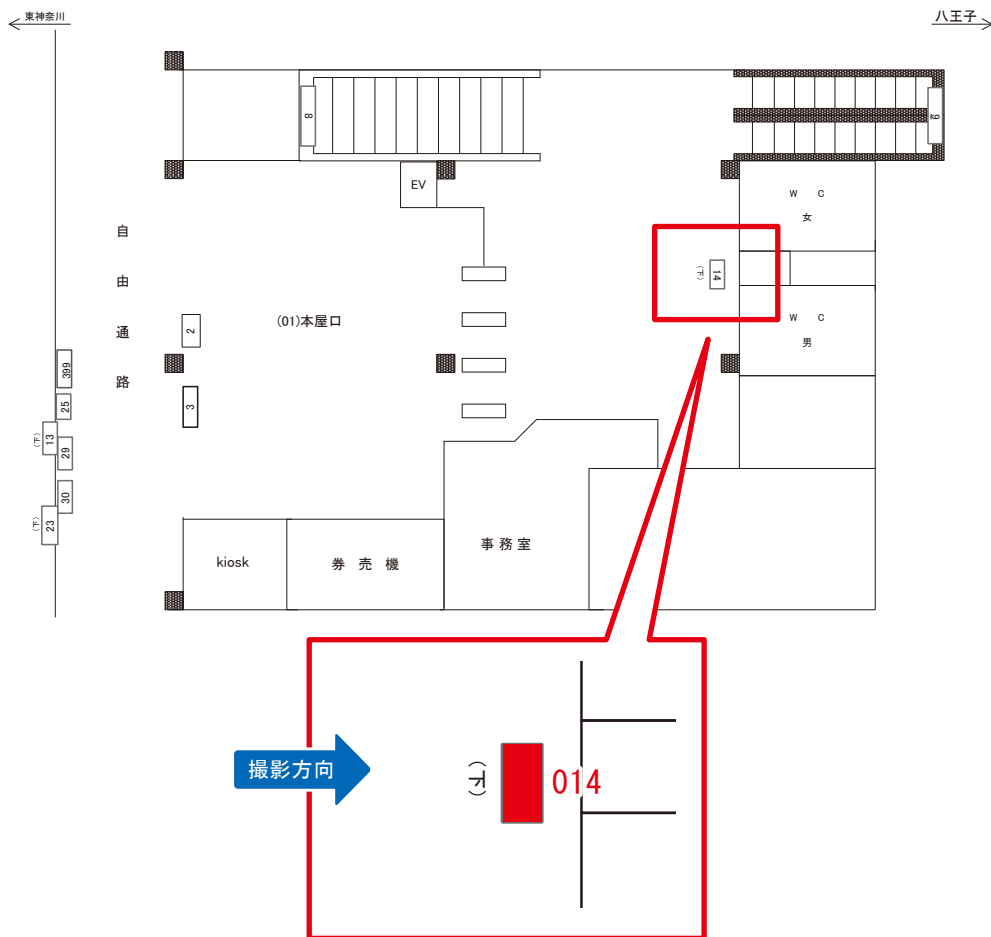 東神奈川
八王子
8
9
EV
W C
女
自由通路
14
(下)
2
(01)本屋口
W C
男
399
3
25
13
(下)
29
30
23
(下)
kiosk
券売機
事務室
撮影方向
(下)
014